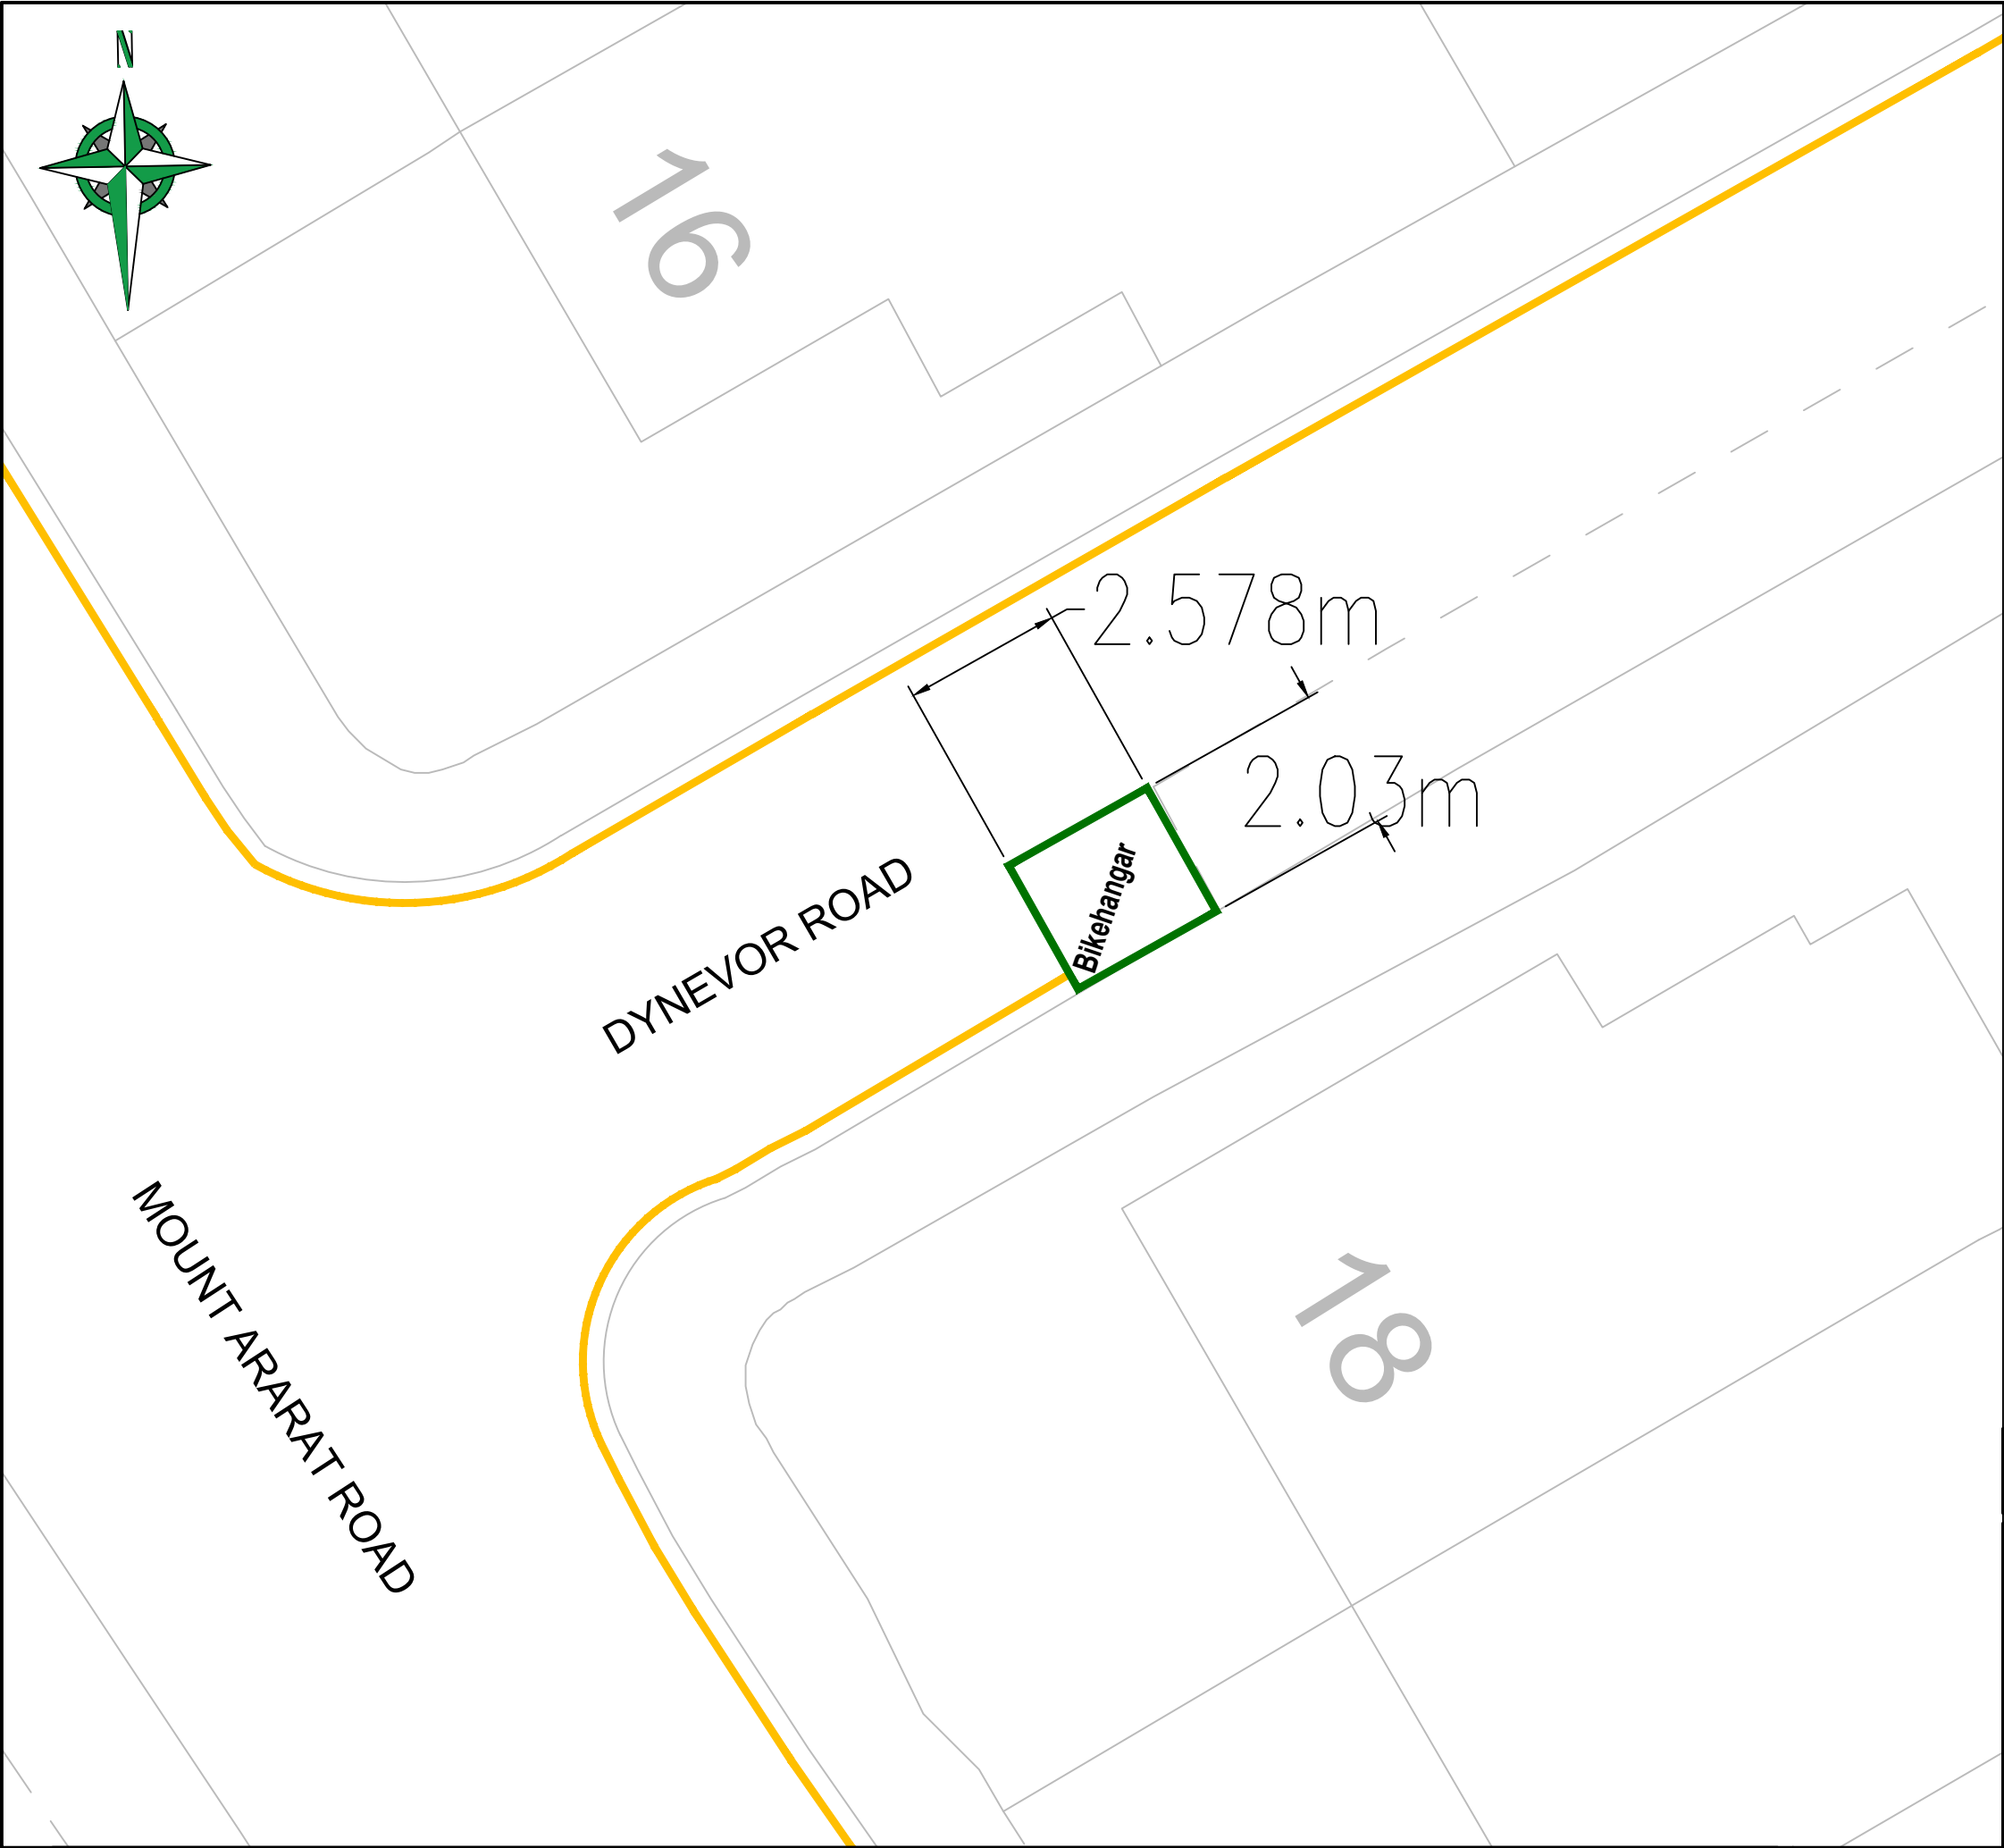 N
16
2.578m
2.03m
Bikehangar
DYNEVOR ROAD
MOUNT ARARAT ROAD
18